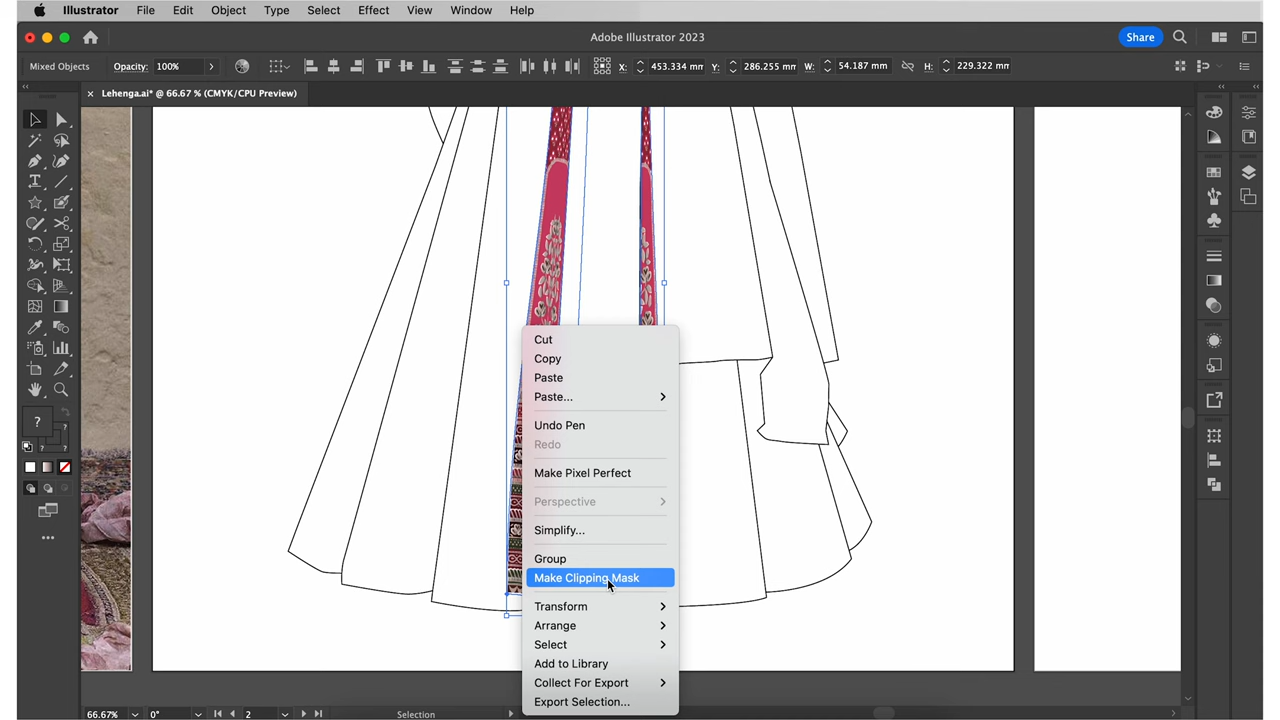 Illustrator File Edit Object Type Select Effect View Window Help
Adobe Illustrator 2023 Share
Mixed Objects Opacity: 100% X: 453.334 mm Y: 286.255 mm W: 54.187 mm H: 229.322 mm
× Lehenga.ai* @ 66.67 % (CMYK/CPU Preview)
Cut
Copy
Paste
Paste...
Undo Pen
Redo
Make Pixel Perfect
Perspective
Simplify...
Group
Make Clipping Mask
Transform
Arrange
Select
Add to Library
Collect For Export
Export Selection...
66.67% 0° 2 Selection